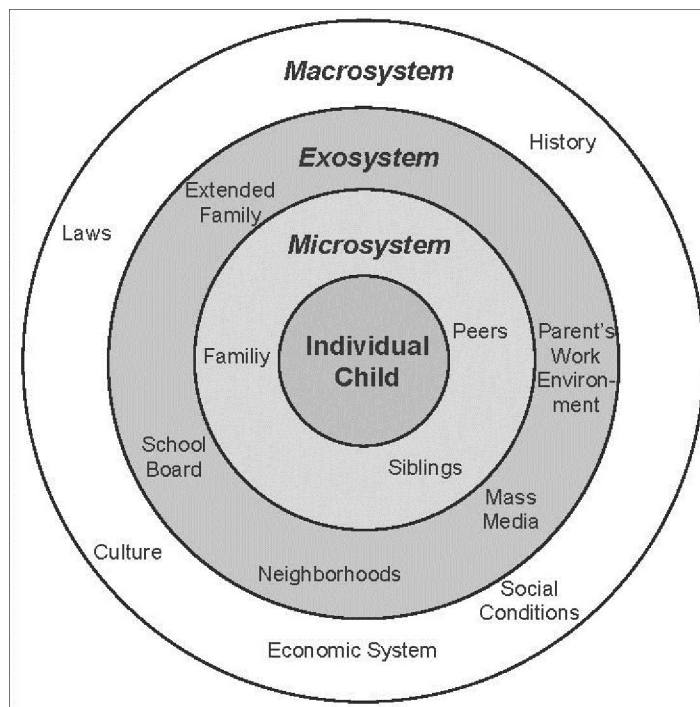 Macrosystem
History
Exosystem
Extended
Family
Laws
Microsystem
Individual
Child
Peers
Familiy
Parent's
Work
Environ-
ment
School
Board
Siblings
Mass
Media
Culture
Neighborhoods
Social
Conditions
Economic System